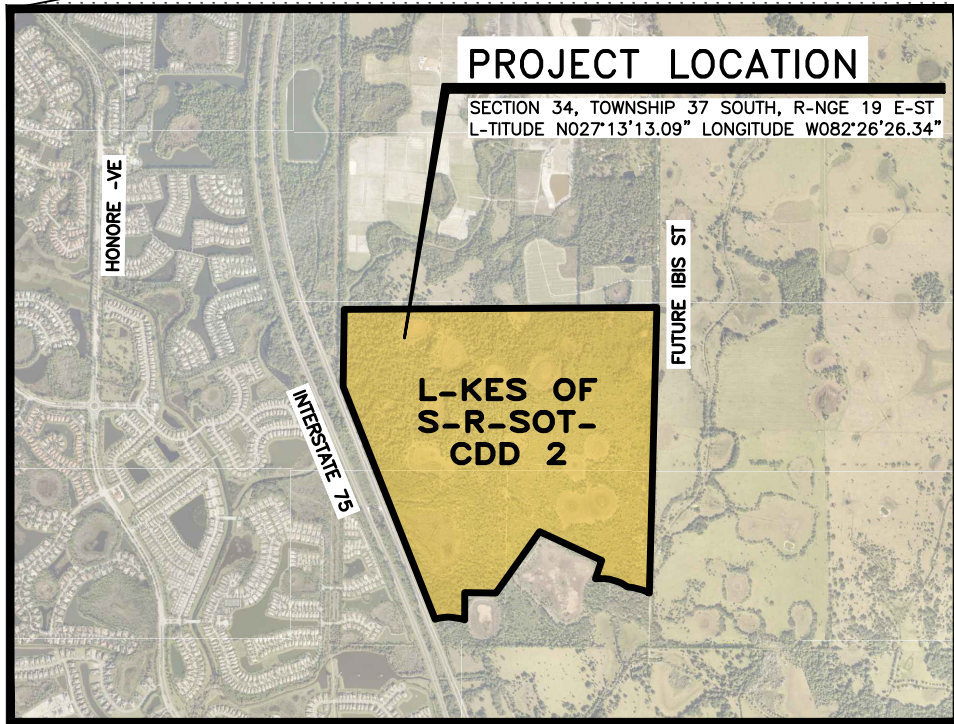 PROJECT LOCATION
SECTION 34, TOWNSHIP 37 SOUTH, R-NGE 19 E-ST
L-TITUDE N027°13'13.09" LONGITUDE W082°26'26.34"
HONORE -VE
FUTURE IBIS ST
INTERSTATE 75
L-KES OF
S-R-SOT-
CDD 2